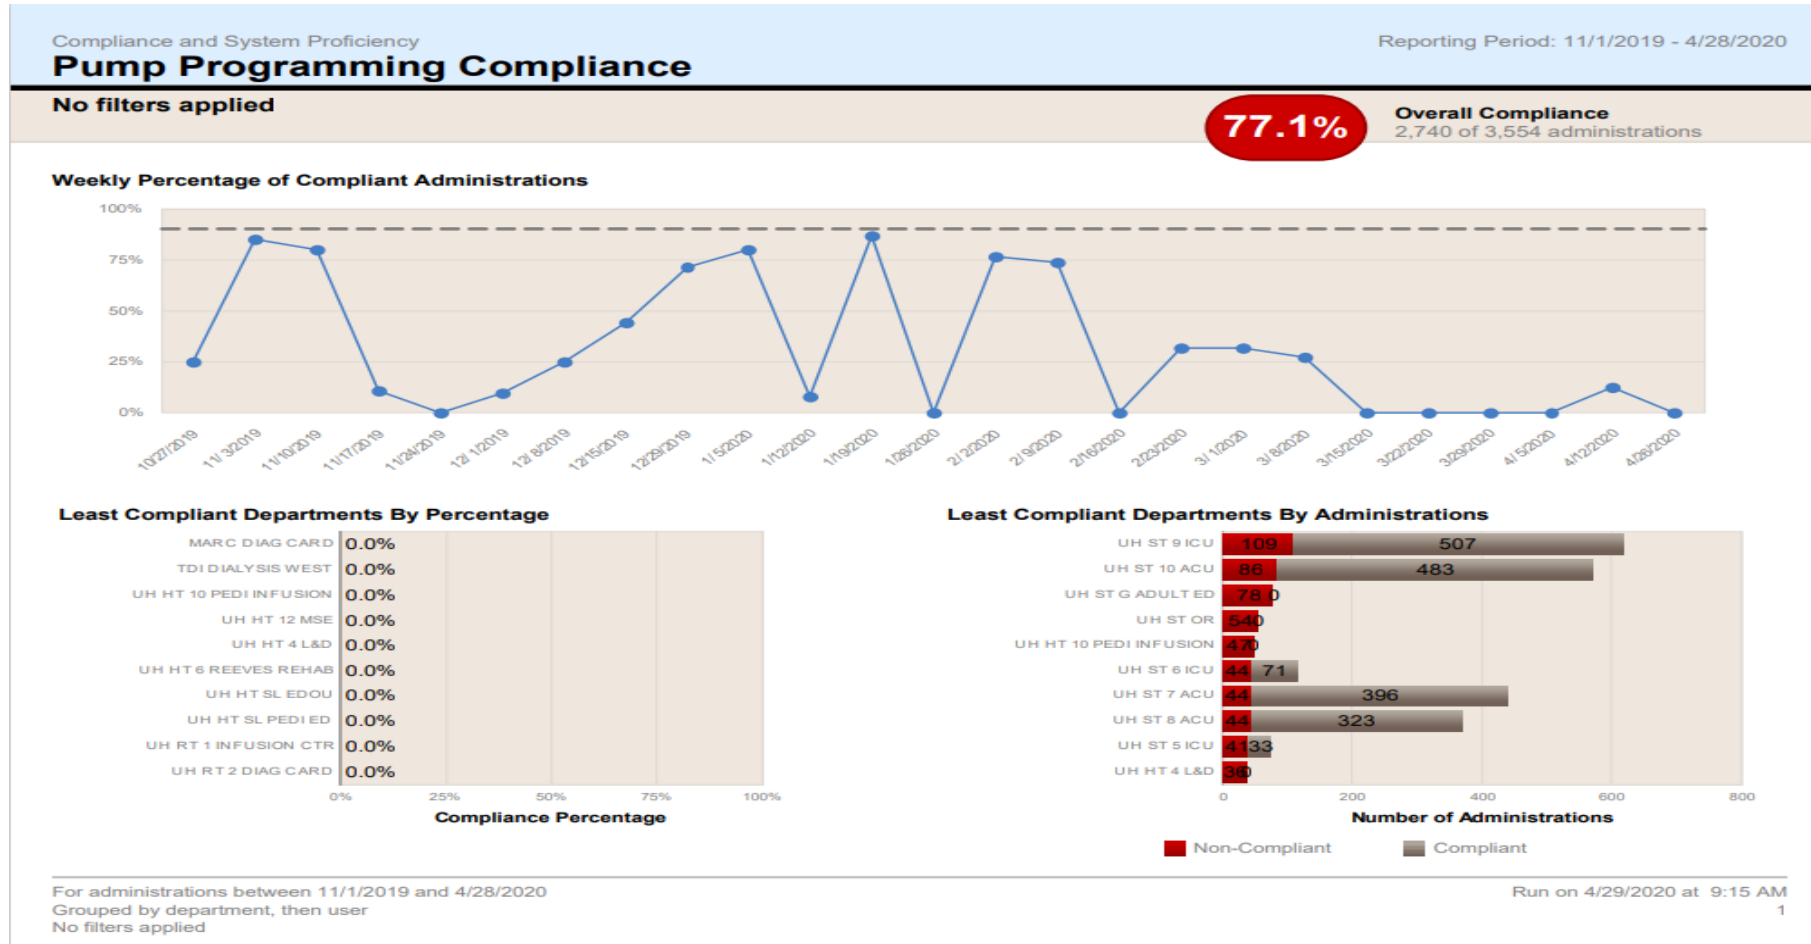 Compliance and System Proficiency
Reporting Period: 11/1/2019 - 4/28/2020
Pump Programming Compliance
No filters applied
77.1%
Overall Compliance
2,740 of 3,554 administrations
Weekly Percentage of Compliant Administrations
100%
75%
50%
25%
0%
10/27/2019 11/ 3/2019 11/10/2019 11/17/2019 11/24/2019 12/ 1/2019 12/ 8/2019 12/15/2019 12/29/2019 1/ 5/2020 1/12/2020 1/19/2020 1/26/2020 2/ 2/2020 2/ 9/2020 2/16/2020 2/23/2020 3/ 1/2020 3/ 8/2020 3/15/2020 3/22/2020 3/29/2020 4/ 5/2020 4/12/2020 4/26/2020
Least Compliant Departments By Percentage
MARC DIAG CARD 0.0%
TDI DIALYSIS WEST 0.0%
UH HT 10 PEDI INFUSION 0.0%
UH HT 12 MSE 0.0%
UH HT 4 L&D 0.0%
UH HT 6 REEVES REHAB 0.0%
UH HT SL EDOU 0.0%
UH HT SL PEDI ED 0.0%
UH RT 1 INFUSION CTR 0.0%
UH RT 2 DIAG CARD 0.0%
0% 25% 50% 75% 100%
Compliance Percentage
Least Compliant Departments By Administrations
UH ST 9 ICU 109 507
UH ST 10 ACU 86 483
UH ST G ADULT ED 78 0
UH ST OR 54 0
UH HT 10 PEDI INFUSION 47 0
UH ST 6 ICU 44 71
UH ST 7 ACU 44 396
UH ST 8 ACU 44 323
UH ST 5 ICU 41 33
UH HT 4 L&D 0
0 200 400 600 800
Number of Administrations
Non-Compliant Compliant
For administrations between 11/1/2019 and 4/28/2020
Run on 4/29/2020 at 9:15 AM
Grouped by department, then user
1
No filters applied